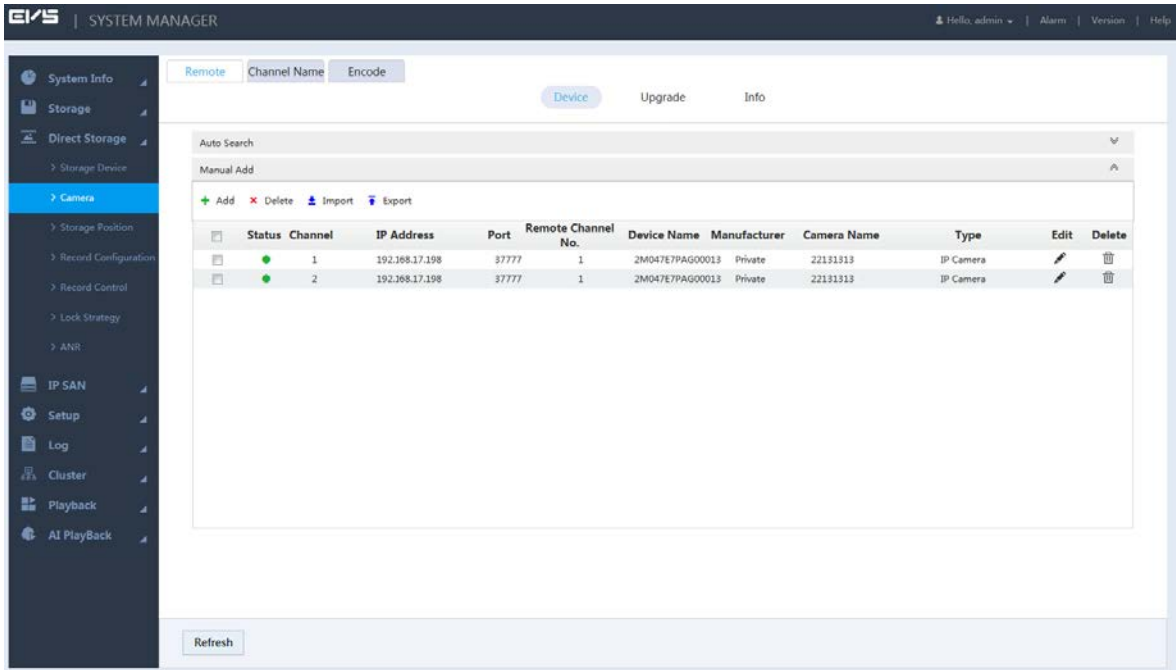 EVS | SYSTEM MANAGER
Hello, admin | Alarm | Version | Help
System Info
Storage
Direct Storage
> Storage Device
> Camera
> Storage Position
> Record Configuration
> Record Control
> Lock Strategy
> ANR
IP SAN
Setup
Log
Cluster
Playback
AI PlayBack
Remote Channel Name Encode
Device Upgrade Info
Auto Search
Manual Add
Add Delete Import Export
Status Channel IP Address Port Remote Channel No. Device Name Manufacturer Camera Name Type Edit Delete
1 192.168.17.198 37777 1 2M047E7PAG00013 Private 22131313 IP Camera
2 192.168.17.198 37777 1 2M047E7PAG00013 Private 22131313 IP Camera
Refresh